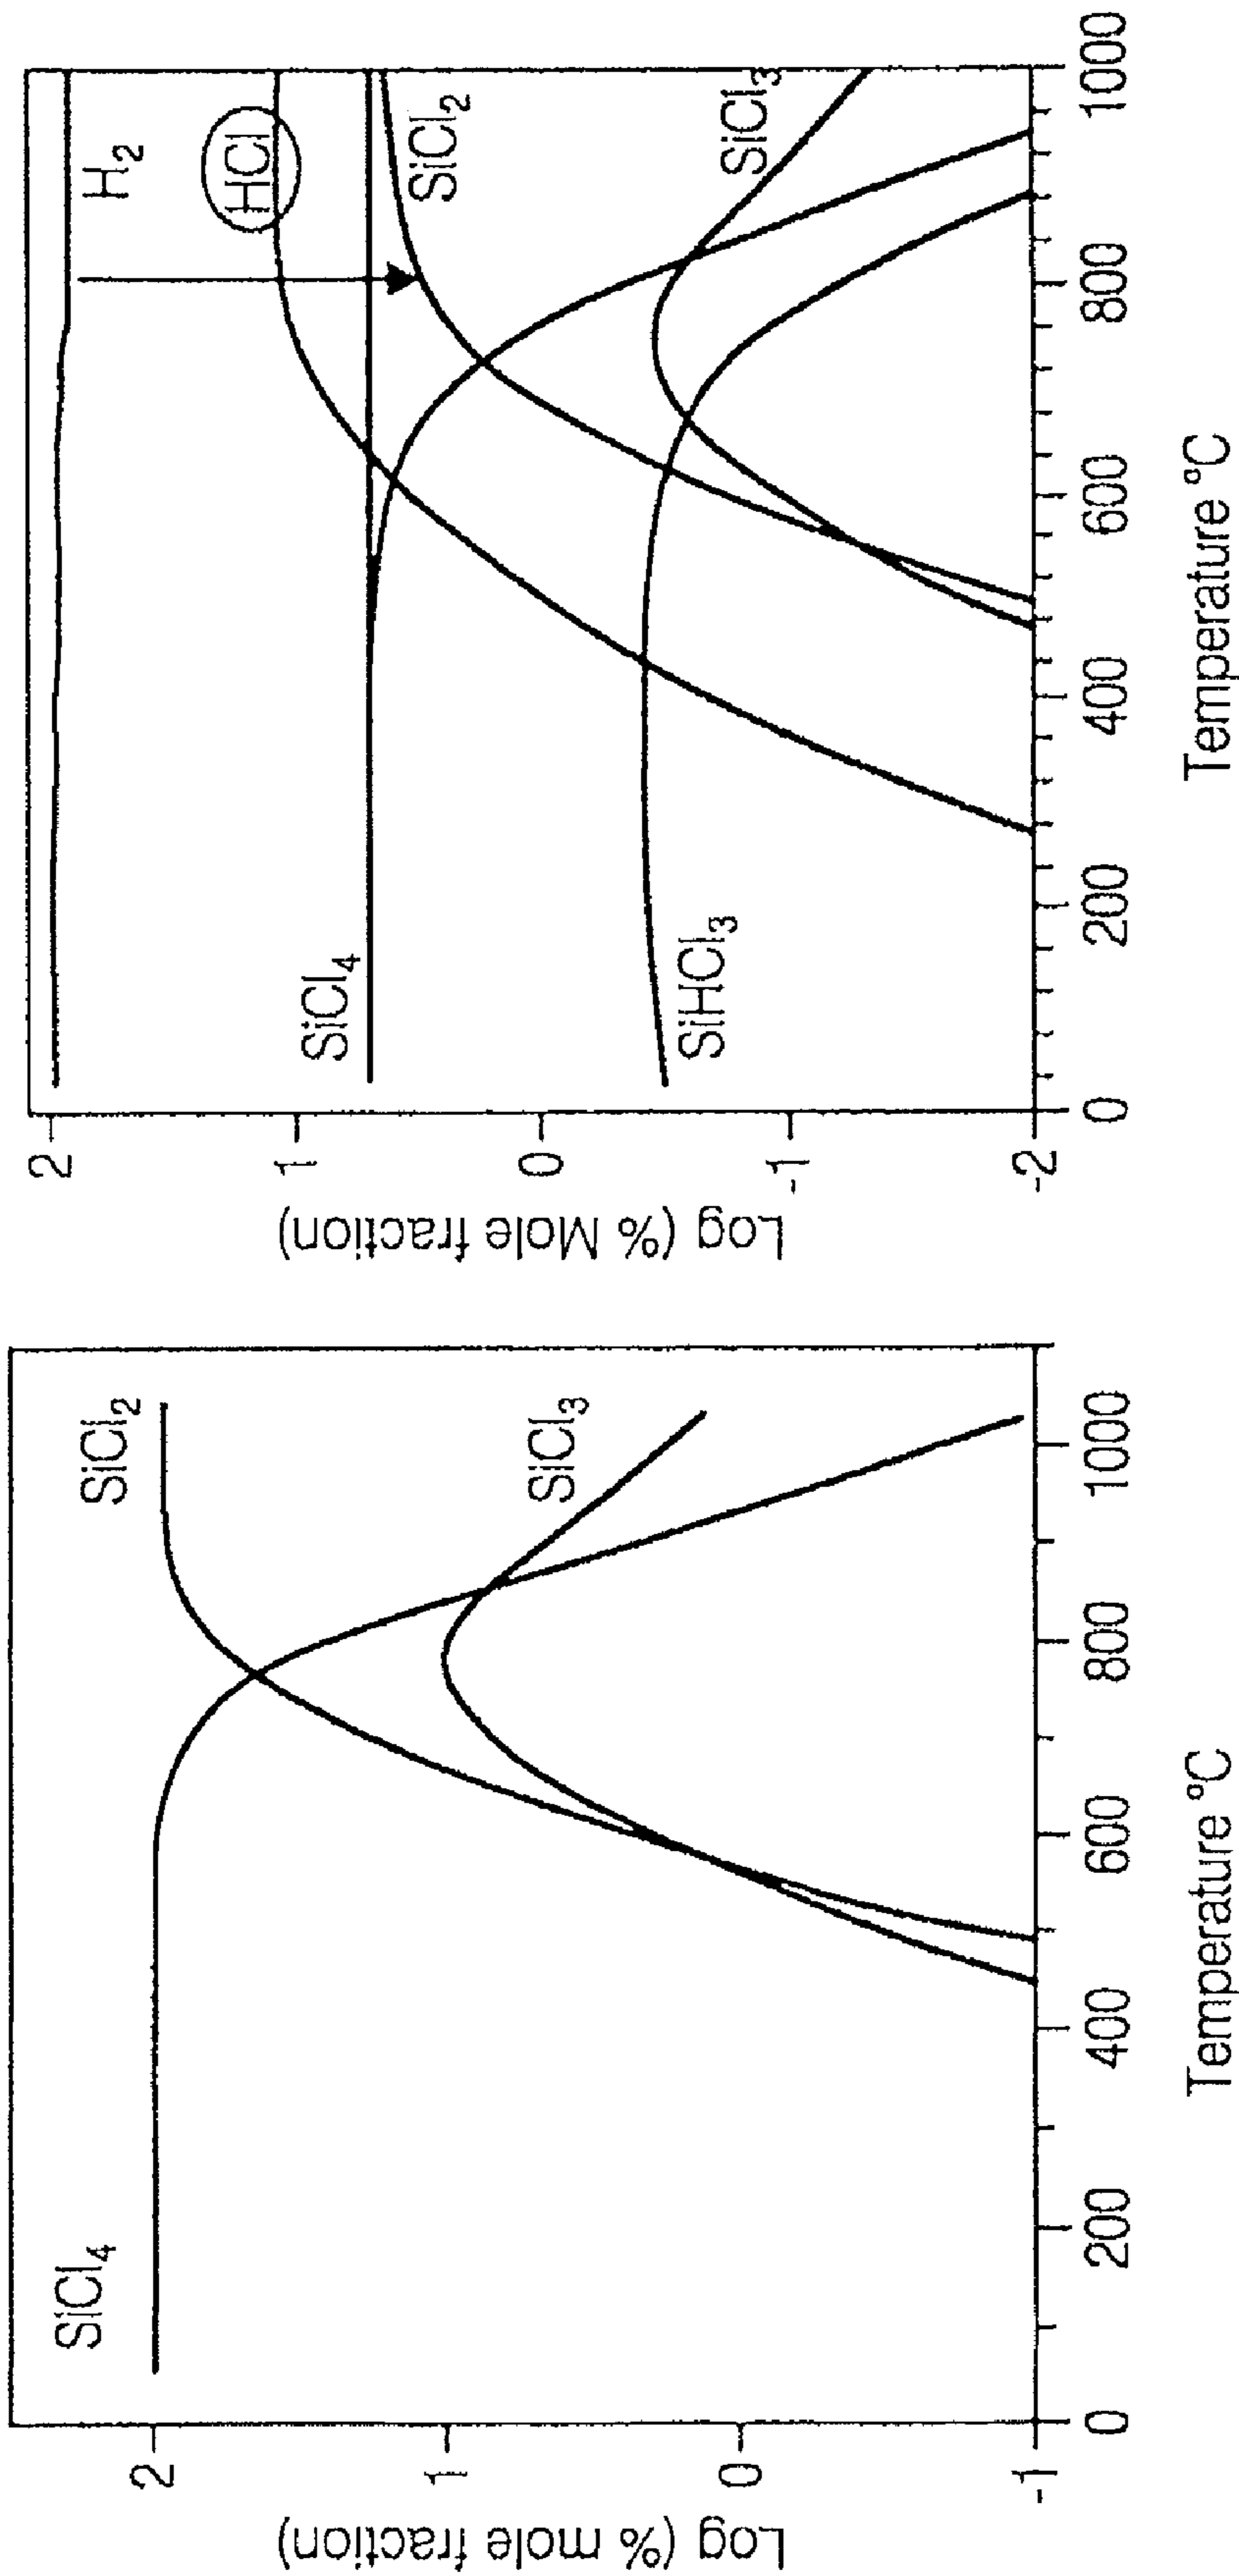 Log (% mole fraction)
2
1
0
-1
SiCl4
SiCl2
SiCl3
0
200
400
600
800
1000
Temperature °C
Log (% Mole fraction)
2
1
0
-1
-2
H2
HCl
SiCl4
SiCl2
SiHCl3
SiCl3
0
200
400
600
800
1000
Temperature °C